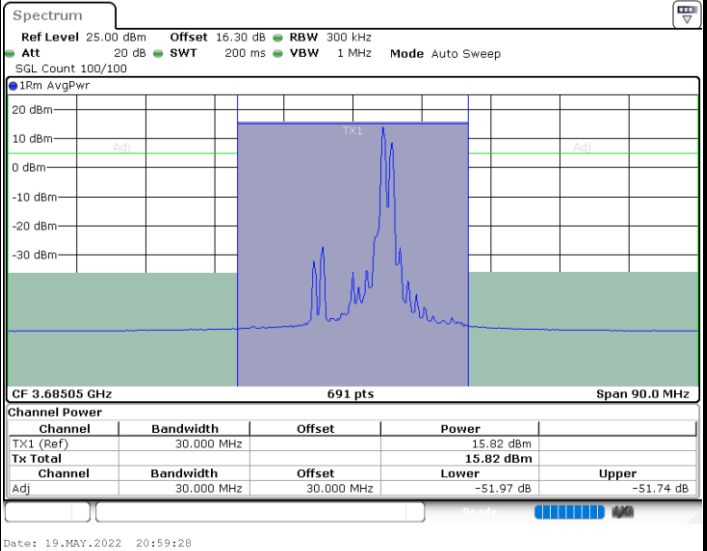 Spectrum
Ref Level 25.00 dBm Offset 16.30 dB RBW 300 kHz
Att 20 dB SWT 200 ms VBW 1 MHz Mode Auto Sweep
SGL Count 100/100
1Rm AvgPwr
20 dBm
TX1
10 dBm
Adj Adj
0 dBm
-10 dBm
-20 dBm
-30 dBm
CF 3.68505 GHz 691 pts Span 90.0 MHz
Channel Power
Channel Bandwidth Offset Power
TX1 (Ref) 30.000 MHz 15.82 dBm
Tx Total 15.82 dBm
Channel Bandwidth Offset Lower Upper
Adj 30.000 MHz 30.000 MHz -51.97 dB -51.74 dB
Ready
Date: 19.MAY.2022 20:59:28